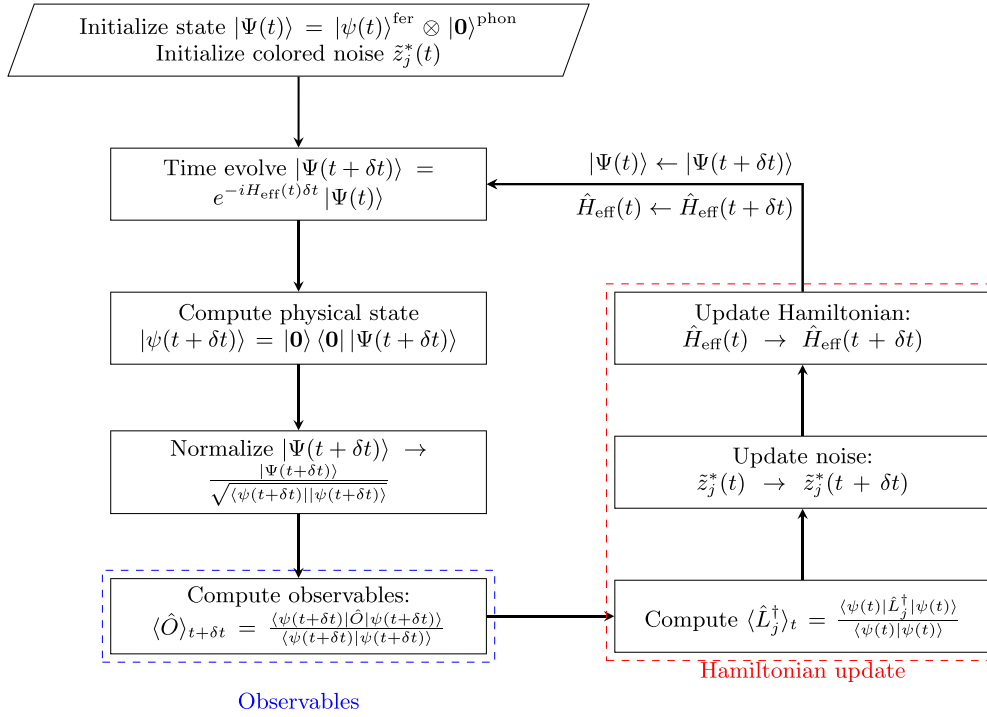 Initialize state |Ψ(t)⟩ = |ψ(t)⟩^fer ⊗ |𝟎⟩^phon
Initialize colored noise z̃*_j(t)
Time evolve |Ψ(t + δt)⟩ =
e^{−iH_eff(t)δt} |Ψ(t)⟩
Compute physical state
|ψ(t + δt)⟩ = |𝟎⟩ ⟨𝟎| |Ψ(t + δt)⟩
Normalize |Ψ(t + δt)⟩ →
|Ψ(t+δt)⟩ / √⟨ψ(t+δt)||ψ(t+δt)⟩
Compute observables:
⟨Ô⟩_{t+δt} = ⟨ψ(t+δt)|Ô|ψ(t+δt)⟩ / ⟨ψ(t+δt)|ψ(t+δt)⟩
Observables
Compute ⟨L̂†_j⟩_t = ⟨ψ(t)|L̂†_j|ψ(t)⟩ / ⟨ψ(t)|ψ(t)⟩
Hamiltonian update
Update noise:
z̃*_j(t) → z̃*_j(t + δt)
Update Hamiltonian:
Ĥ_eff(t) → Ĥ_eff(t + δt)
|Ψ(t)⟩ ← |Ψ(t + δt)⟩
Ĥ_eff(t) ← Ĥ_eff(t + δt)